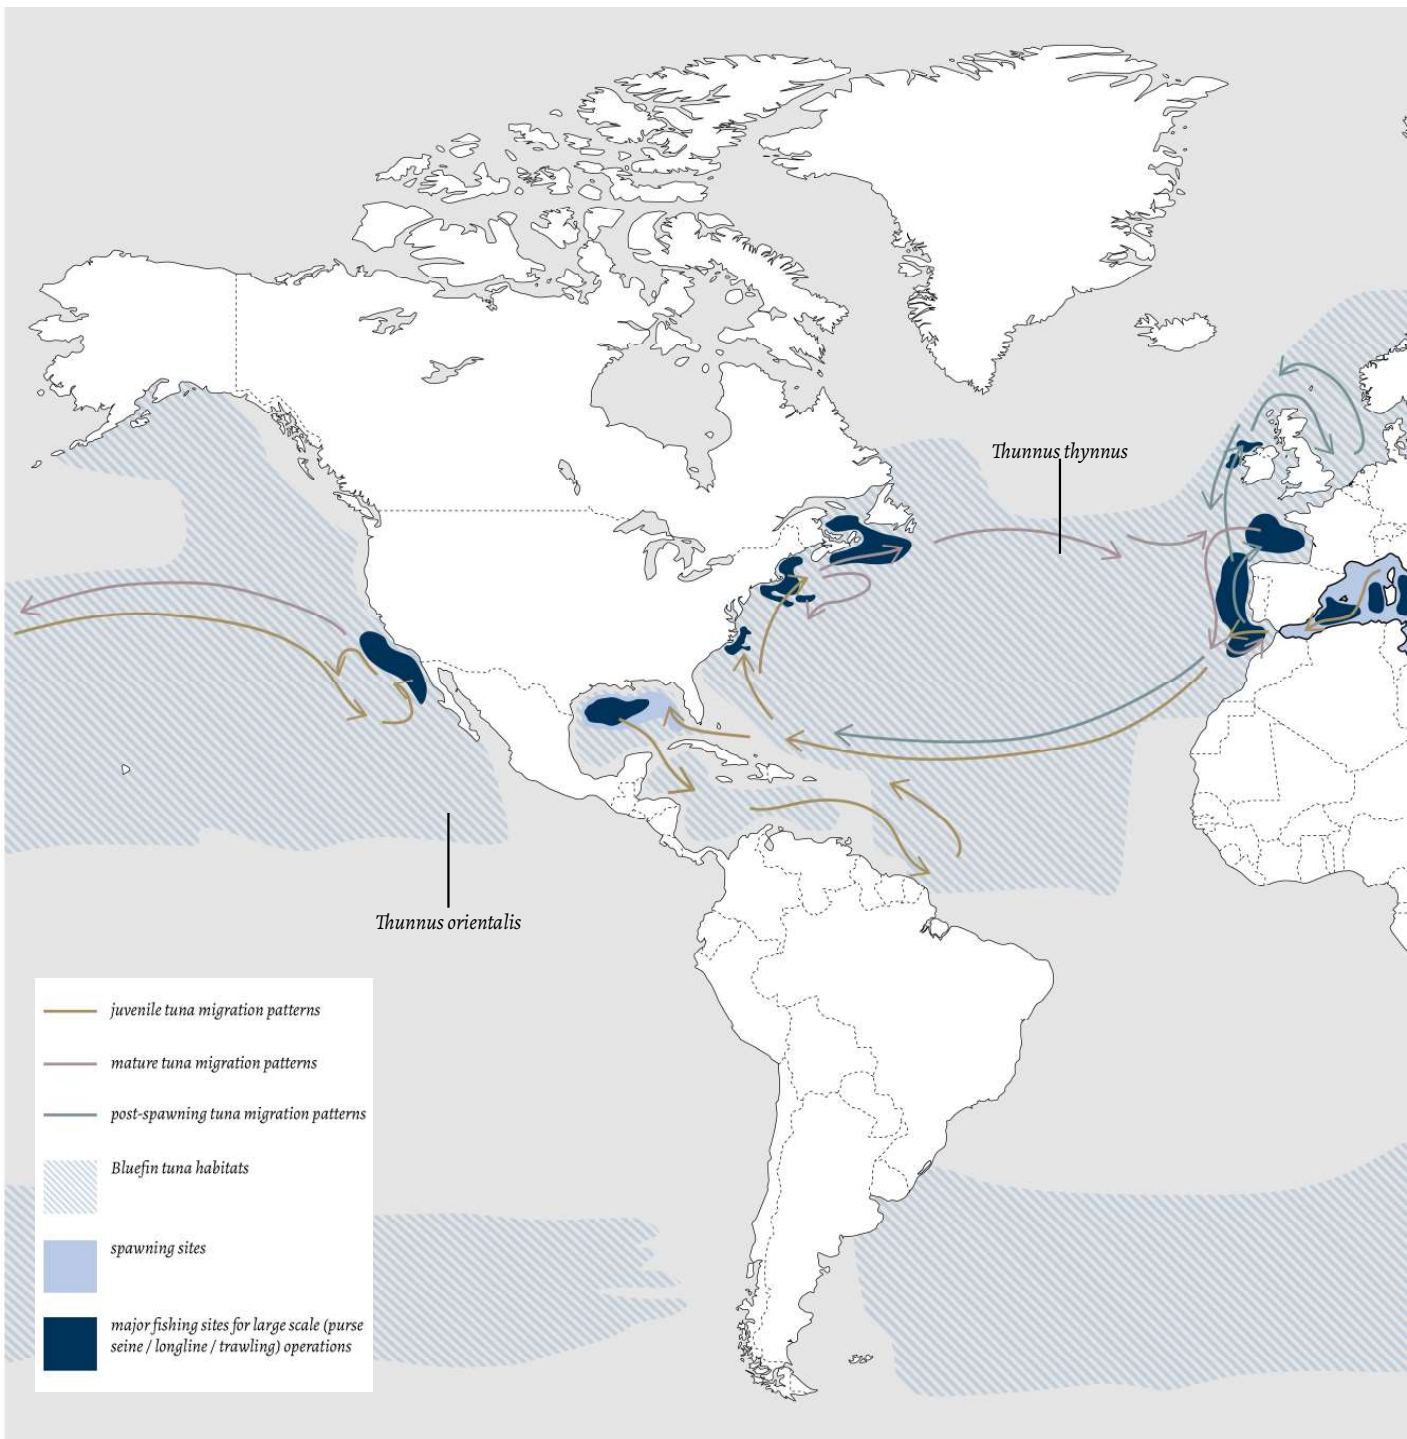 Thunnus thynnus
Thunnus orientalis
juvenile tuna migration patterns
mature tuna migration patterns
post-spawning tuna migration patterns
Bluefin tuna habitats
spawning sites
major fishing sites for large scale (purse
seine / longline / trawling) operations